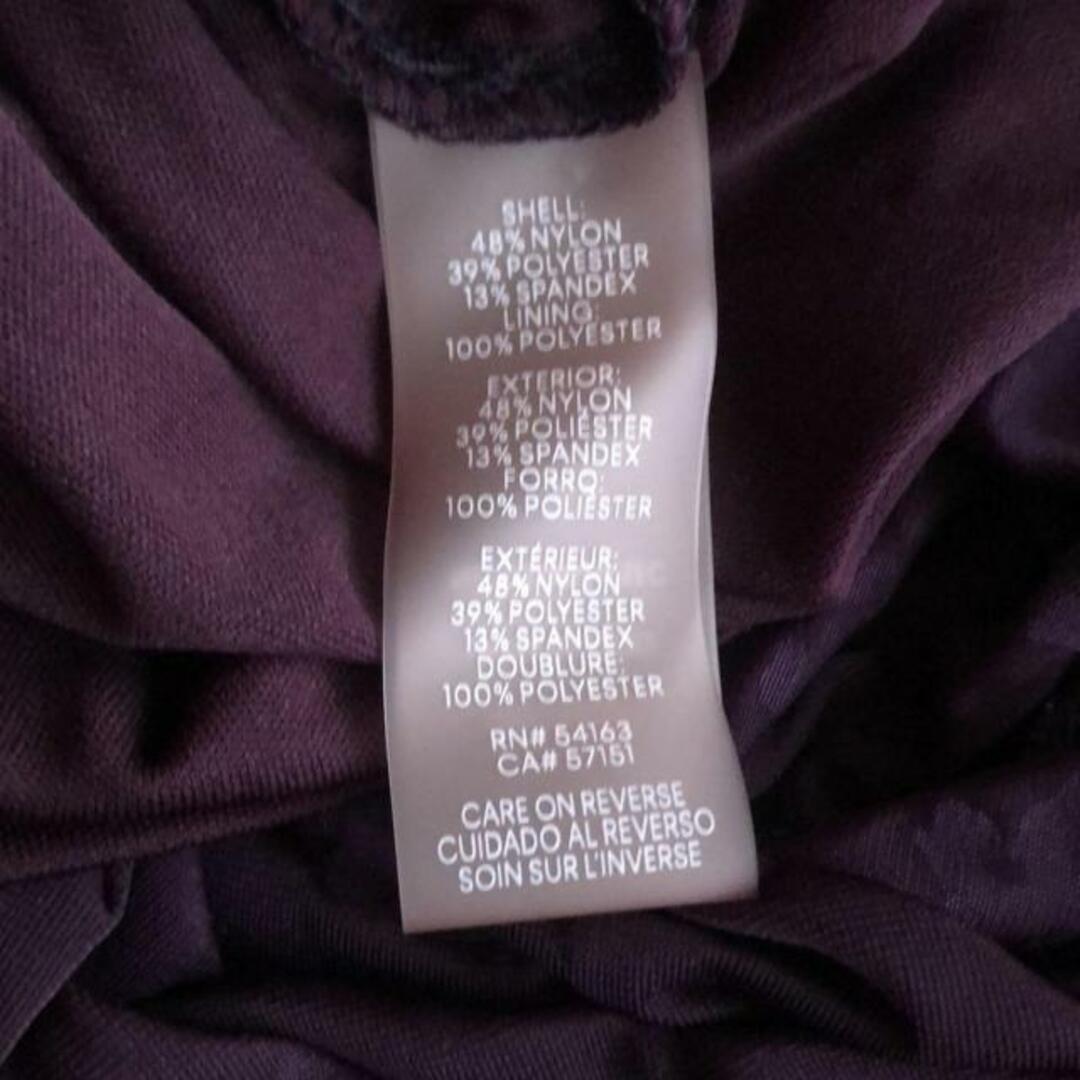 SHELL:
48% NYLON
39% POLYESTER
13% SPANDEX
LINING:
100% POLYESTER
EXTERIOR:
48% NYLON
39% POLIÉSTER
13% SPANDEX
FORRO:
100% POLIÉSTER
EXTÉRIEUR:
48% NYLON
39% POLYESTER
13% SPANDEX
DOUBLURE:
100% POLYESTER
RN# 54163
CA# 57151
CARE ON REVERSE
CUIDADO AL REVERSO
SOIN SUR L'INVERSE